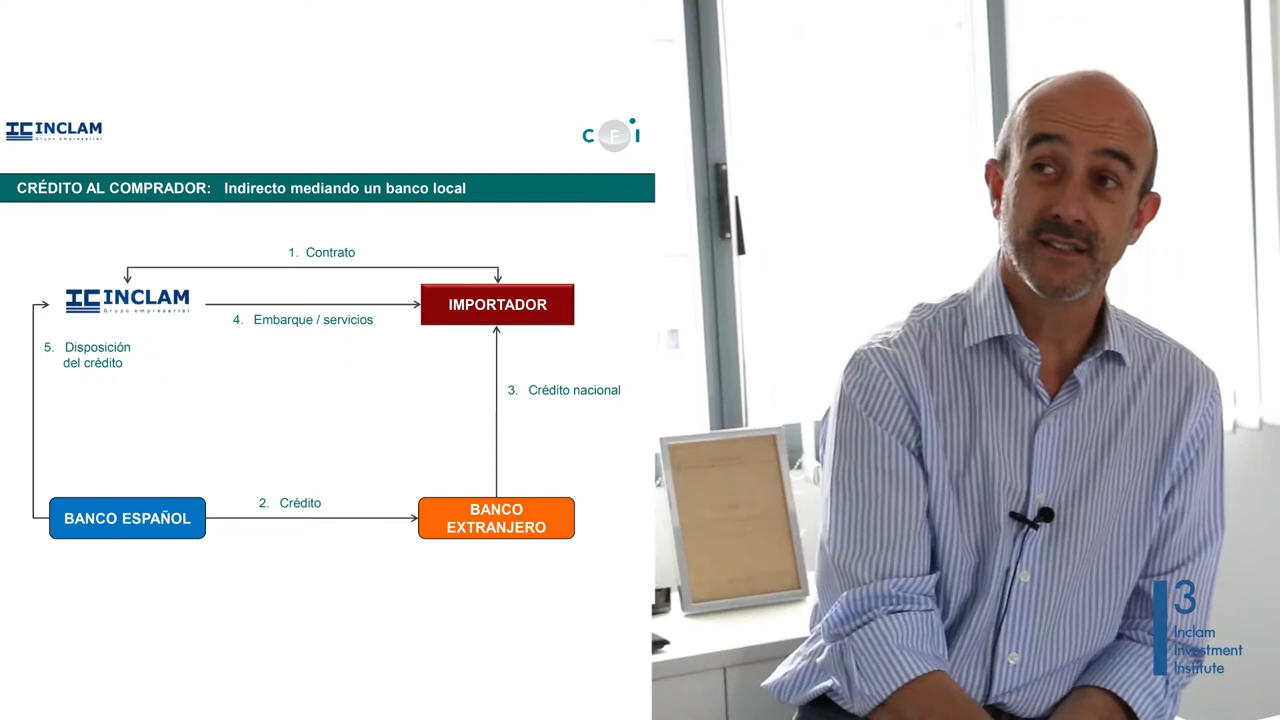 INCLAM
Grupo empresarial
CFI
CRÉDITO AL COMPRADOR: Indirecto mediando un banco local
1. Contrato
INCLAM
Grupo empresarial
IMPORTADOR
4. Embarque / servicios
5. Disposición
del crédito
3. Crédito nacional
BANCO ESPAÑOL
2. Crédito
BANCO
EXTRANJERO
3
Inclam
Investment
Institute